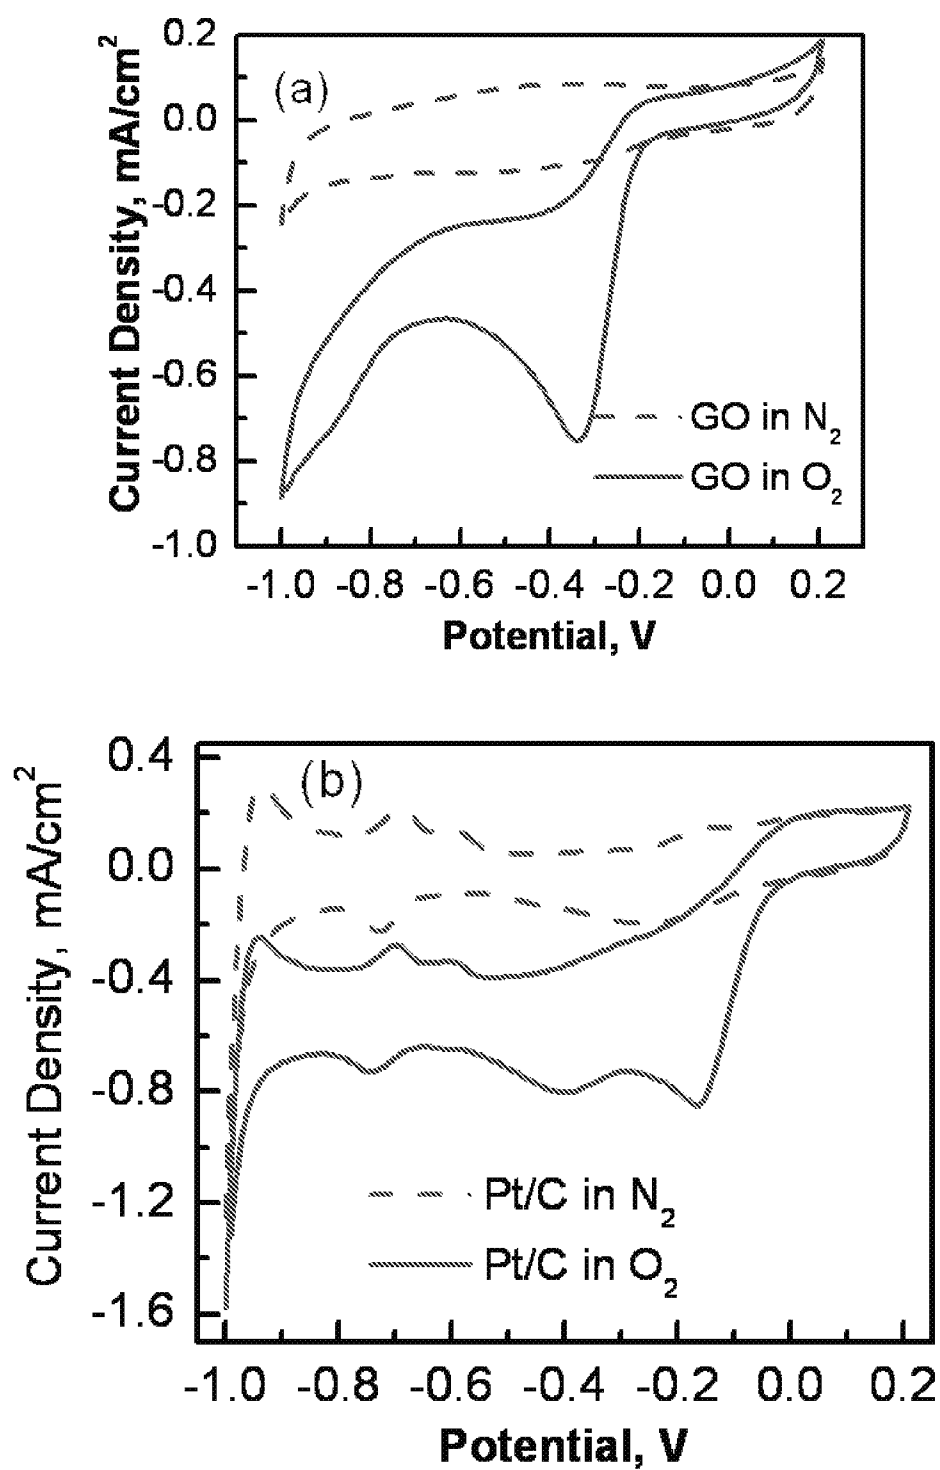 (a)
Current Density, mA/cm²
0.2
0.0
-0.2
-0.4
-0.6
-0.8
-1.0
GO in N₂
GO in O₂
-1.0 -0.8 -0.6 -0.4 -0.2 0.0 0.2
Potential, V
(b)
Current Density, mA/cm²
0.4
0.0
-0.4
-0.8
-1.2
-1.6
Pt/C in N₂
Pt/C in O₂
-1.0 -0.8 -0.6 -0.4 -0.2 0.0 0.2
Potential, V